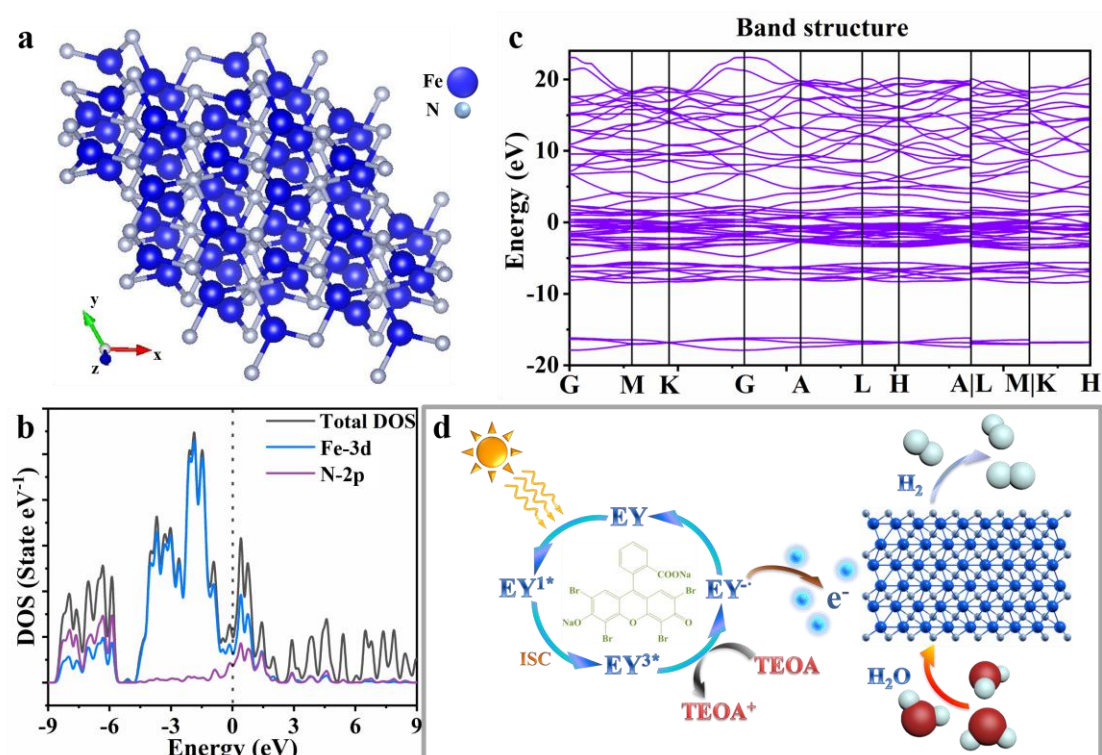 a
Fe
N
y
x
z
c
Band structure
Energy (eV)
20
10
0
-10
-20
G
M
K
G
A
L
H
A|L
M|K
H
b
Total DOS
Fe-3d
N-2p
DOS (State eV⁻¹)
-9
-6
-3
0
3
6
9
Energy (eV)
d
EY
EY¹*
ISC
EY³*
EY⁻·
COONa
Br
Br
NaO
O
O
Br
Br
TEOA
TEOA⁺
e⁻
H₂
H₂O